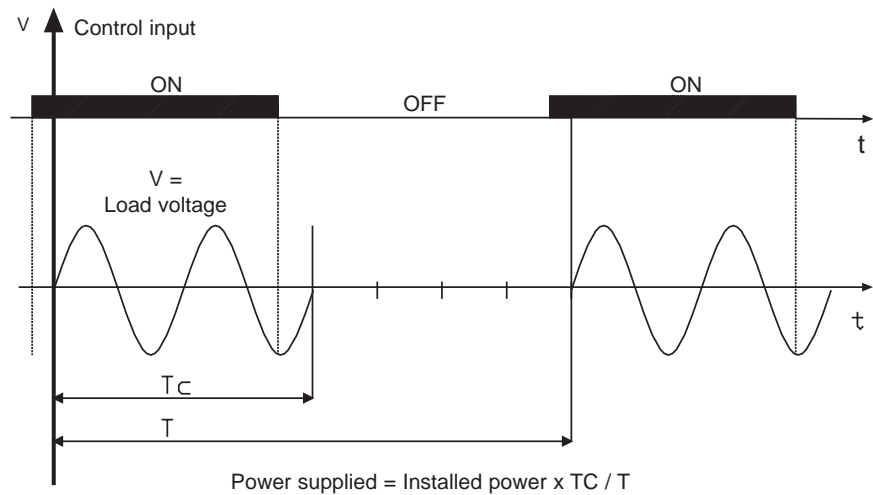 V Control input
ON
OFF
ON
t
V =
Load voltage
t
Tc
T
Power supplied = Installed power x TC / T